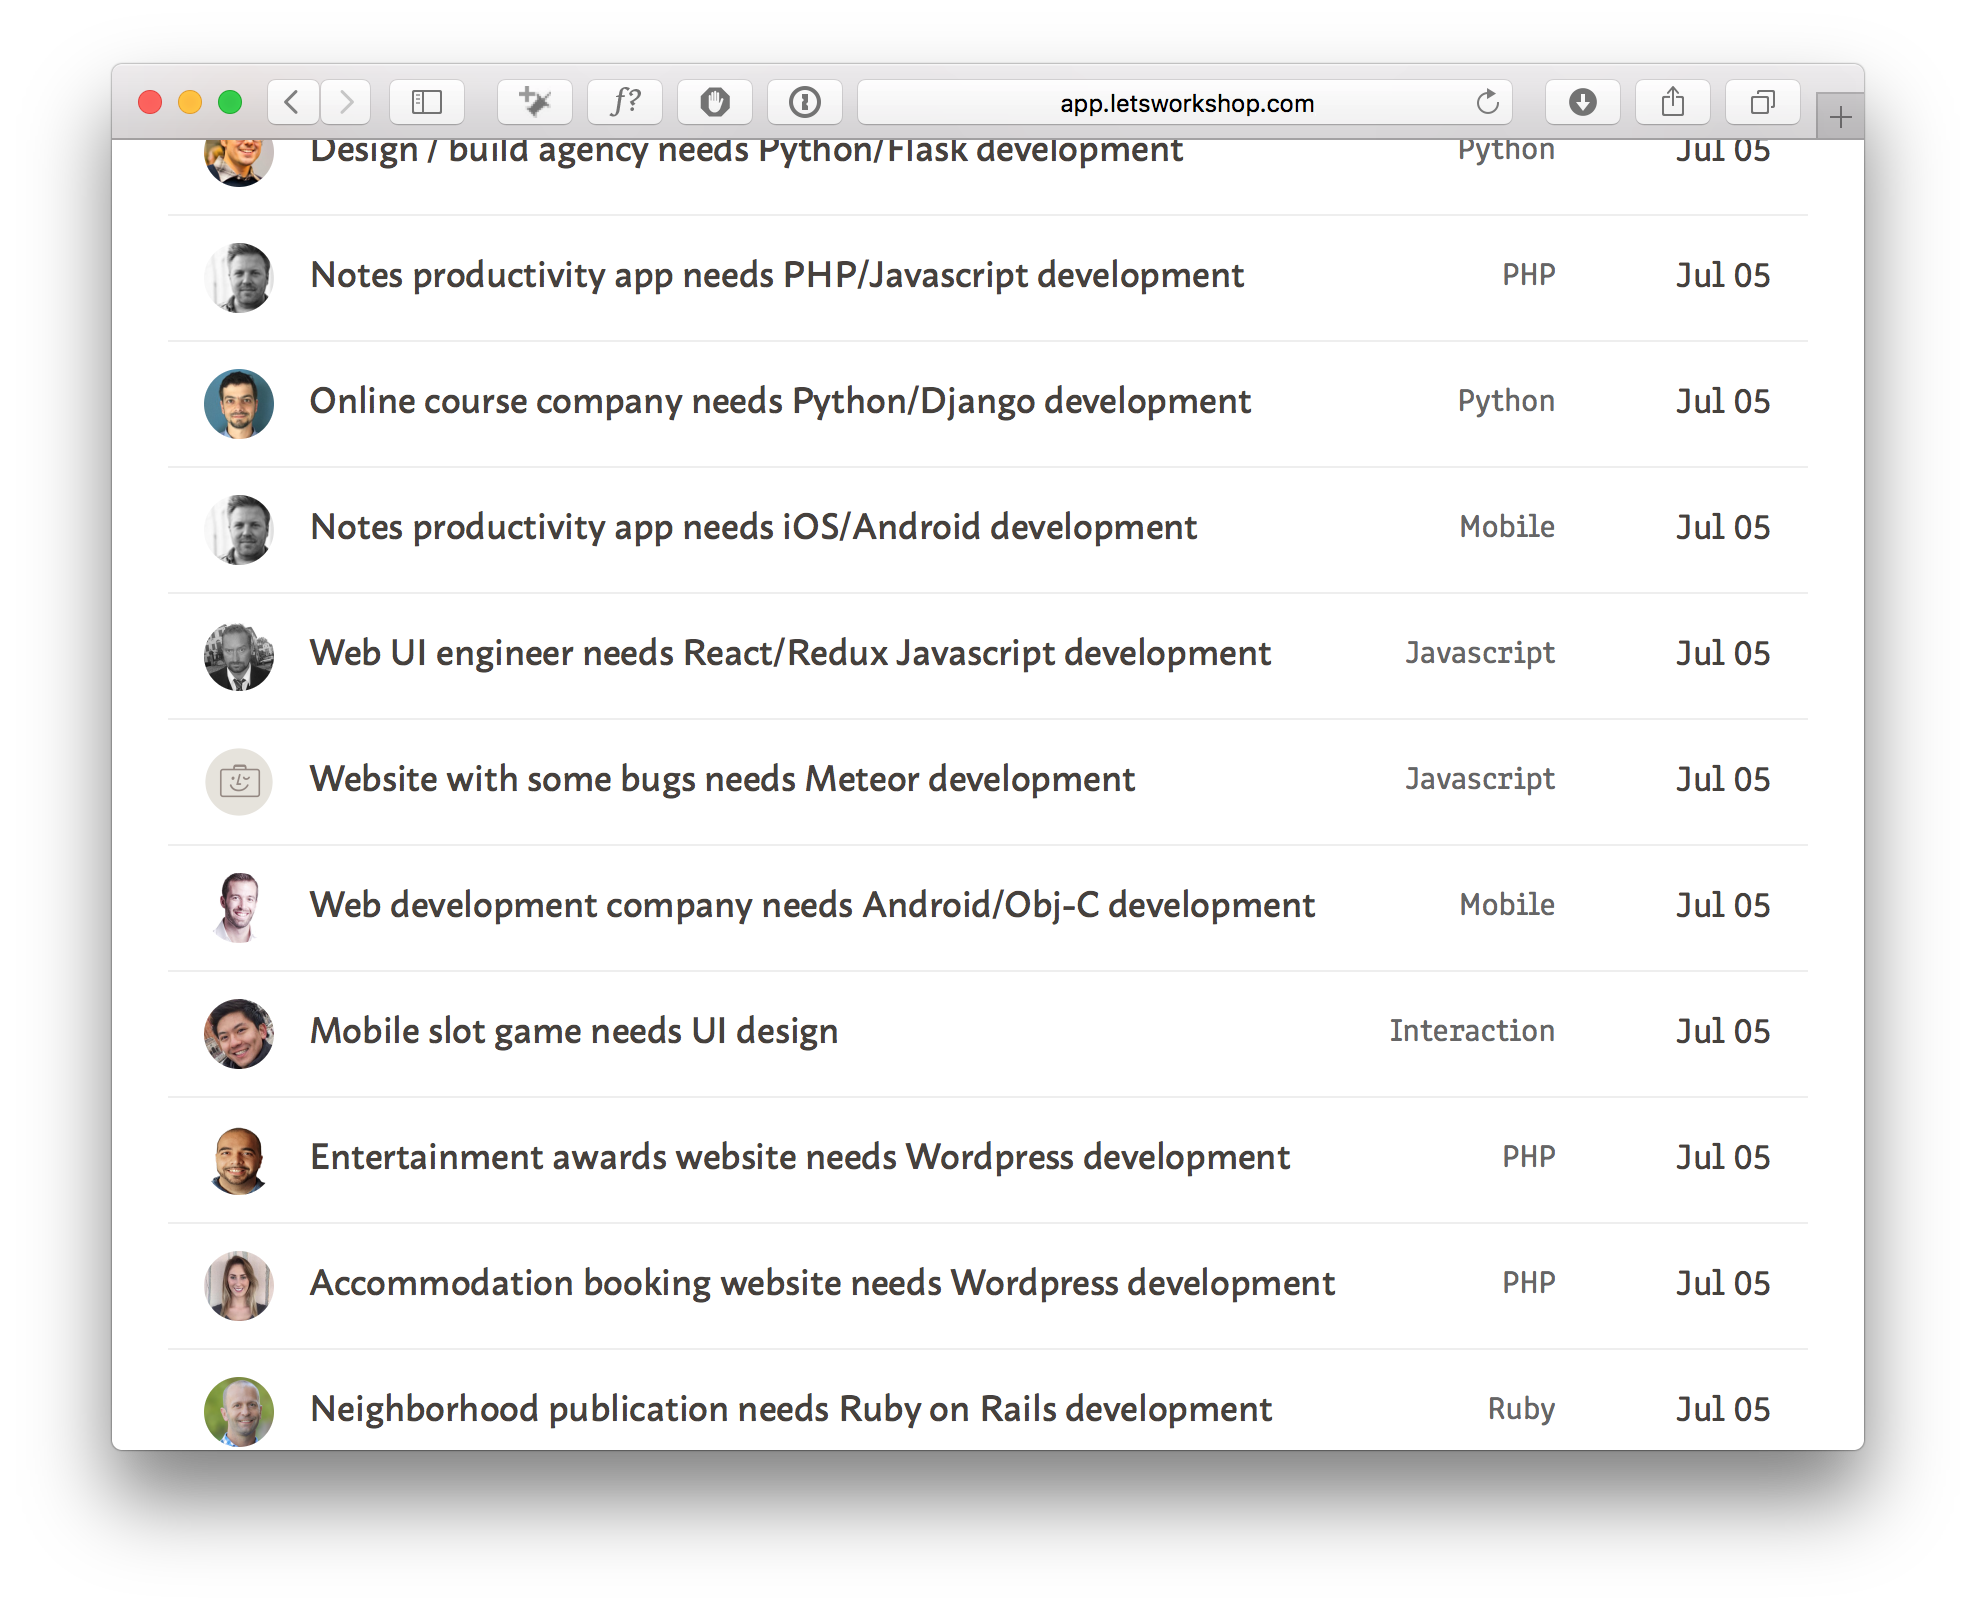 f?
app.letsworkshop.com
Design / build agency needs Python/Flask development Python Jul 05
Notes productivity app needs PHP/Javascript development PHP Jul 05
Online course company needs Python/Django development Python Jul 05
Notes productivity app needs iOS/Android development Mobile Jul 05
Web UI engineer needs React/Redux Javascript development Javascript Jul 05
Website with some bugs needs Meteor development Javascript Jul 05
Web development company needs Android/Obj-C development Mobile Jul 05
Mobile slot game needs UI design Interaction Jul 05
Entertainment awards website needs Wordpress development PHP Jul 05
Accommodation booking website needs Wordpress development PHP Jul 05
Neighborhood publication needs Ruby on Rails development Ruby Jul 05